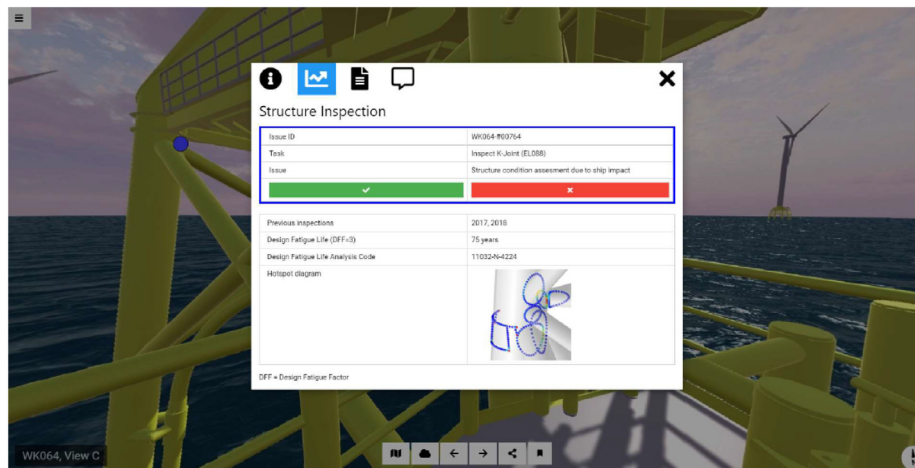 Structure Inspection
Issue ID WK064-#00764
Task Inspect K-Joint (EL088)
Issue Structure condition assesment due to ship impact
Previous inspections 2017, 2018
Design Fatigue Life (DFF=3) 75 years
Design Fatigue Life Analysis Code 11032-N-4224
Hotspot diagram
DFF = Design Fatigue Factor
WK064, View C